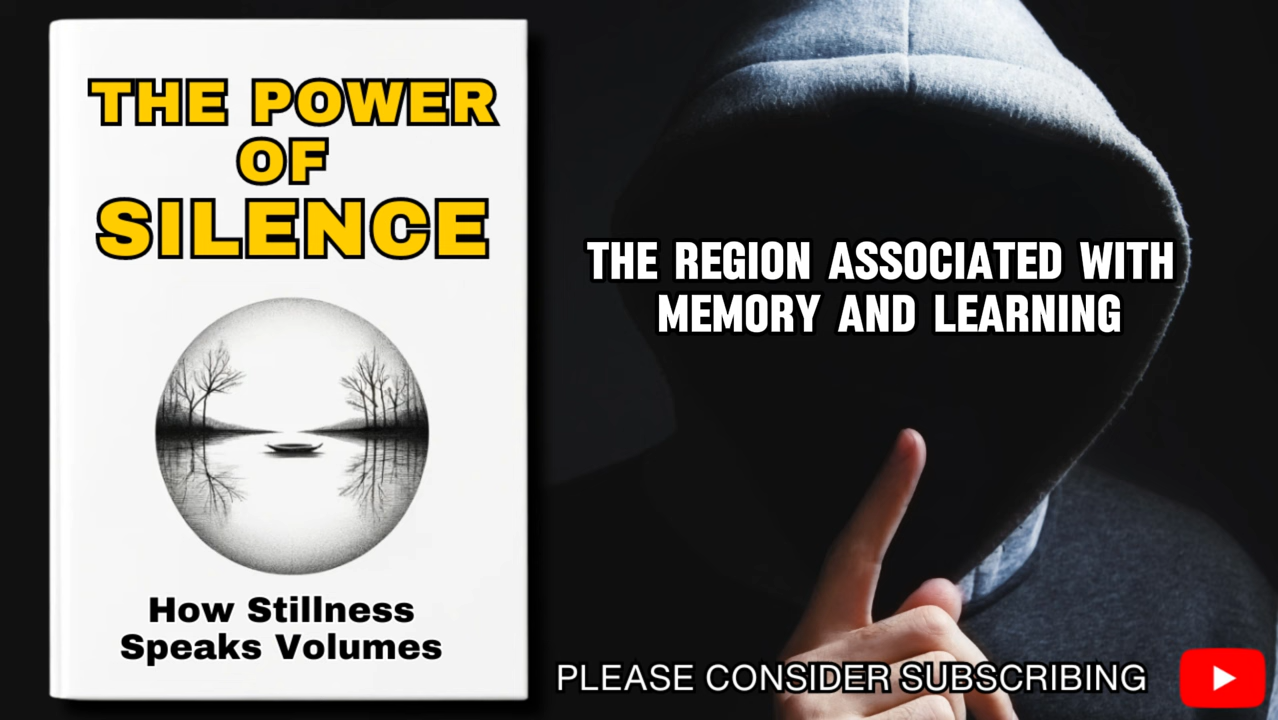 THE POWER
OF
SILENCE
How Stillness
Speaks Volumes
THE REGION ASSOCIATED WITH
MEMORY AND LEARNING
PLEASE CONSIDER SUBSCRIBING